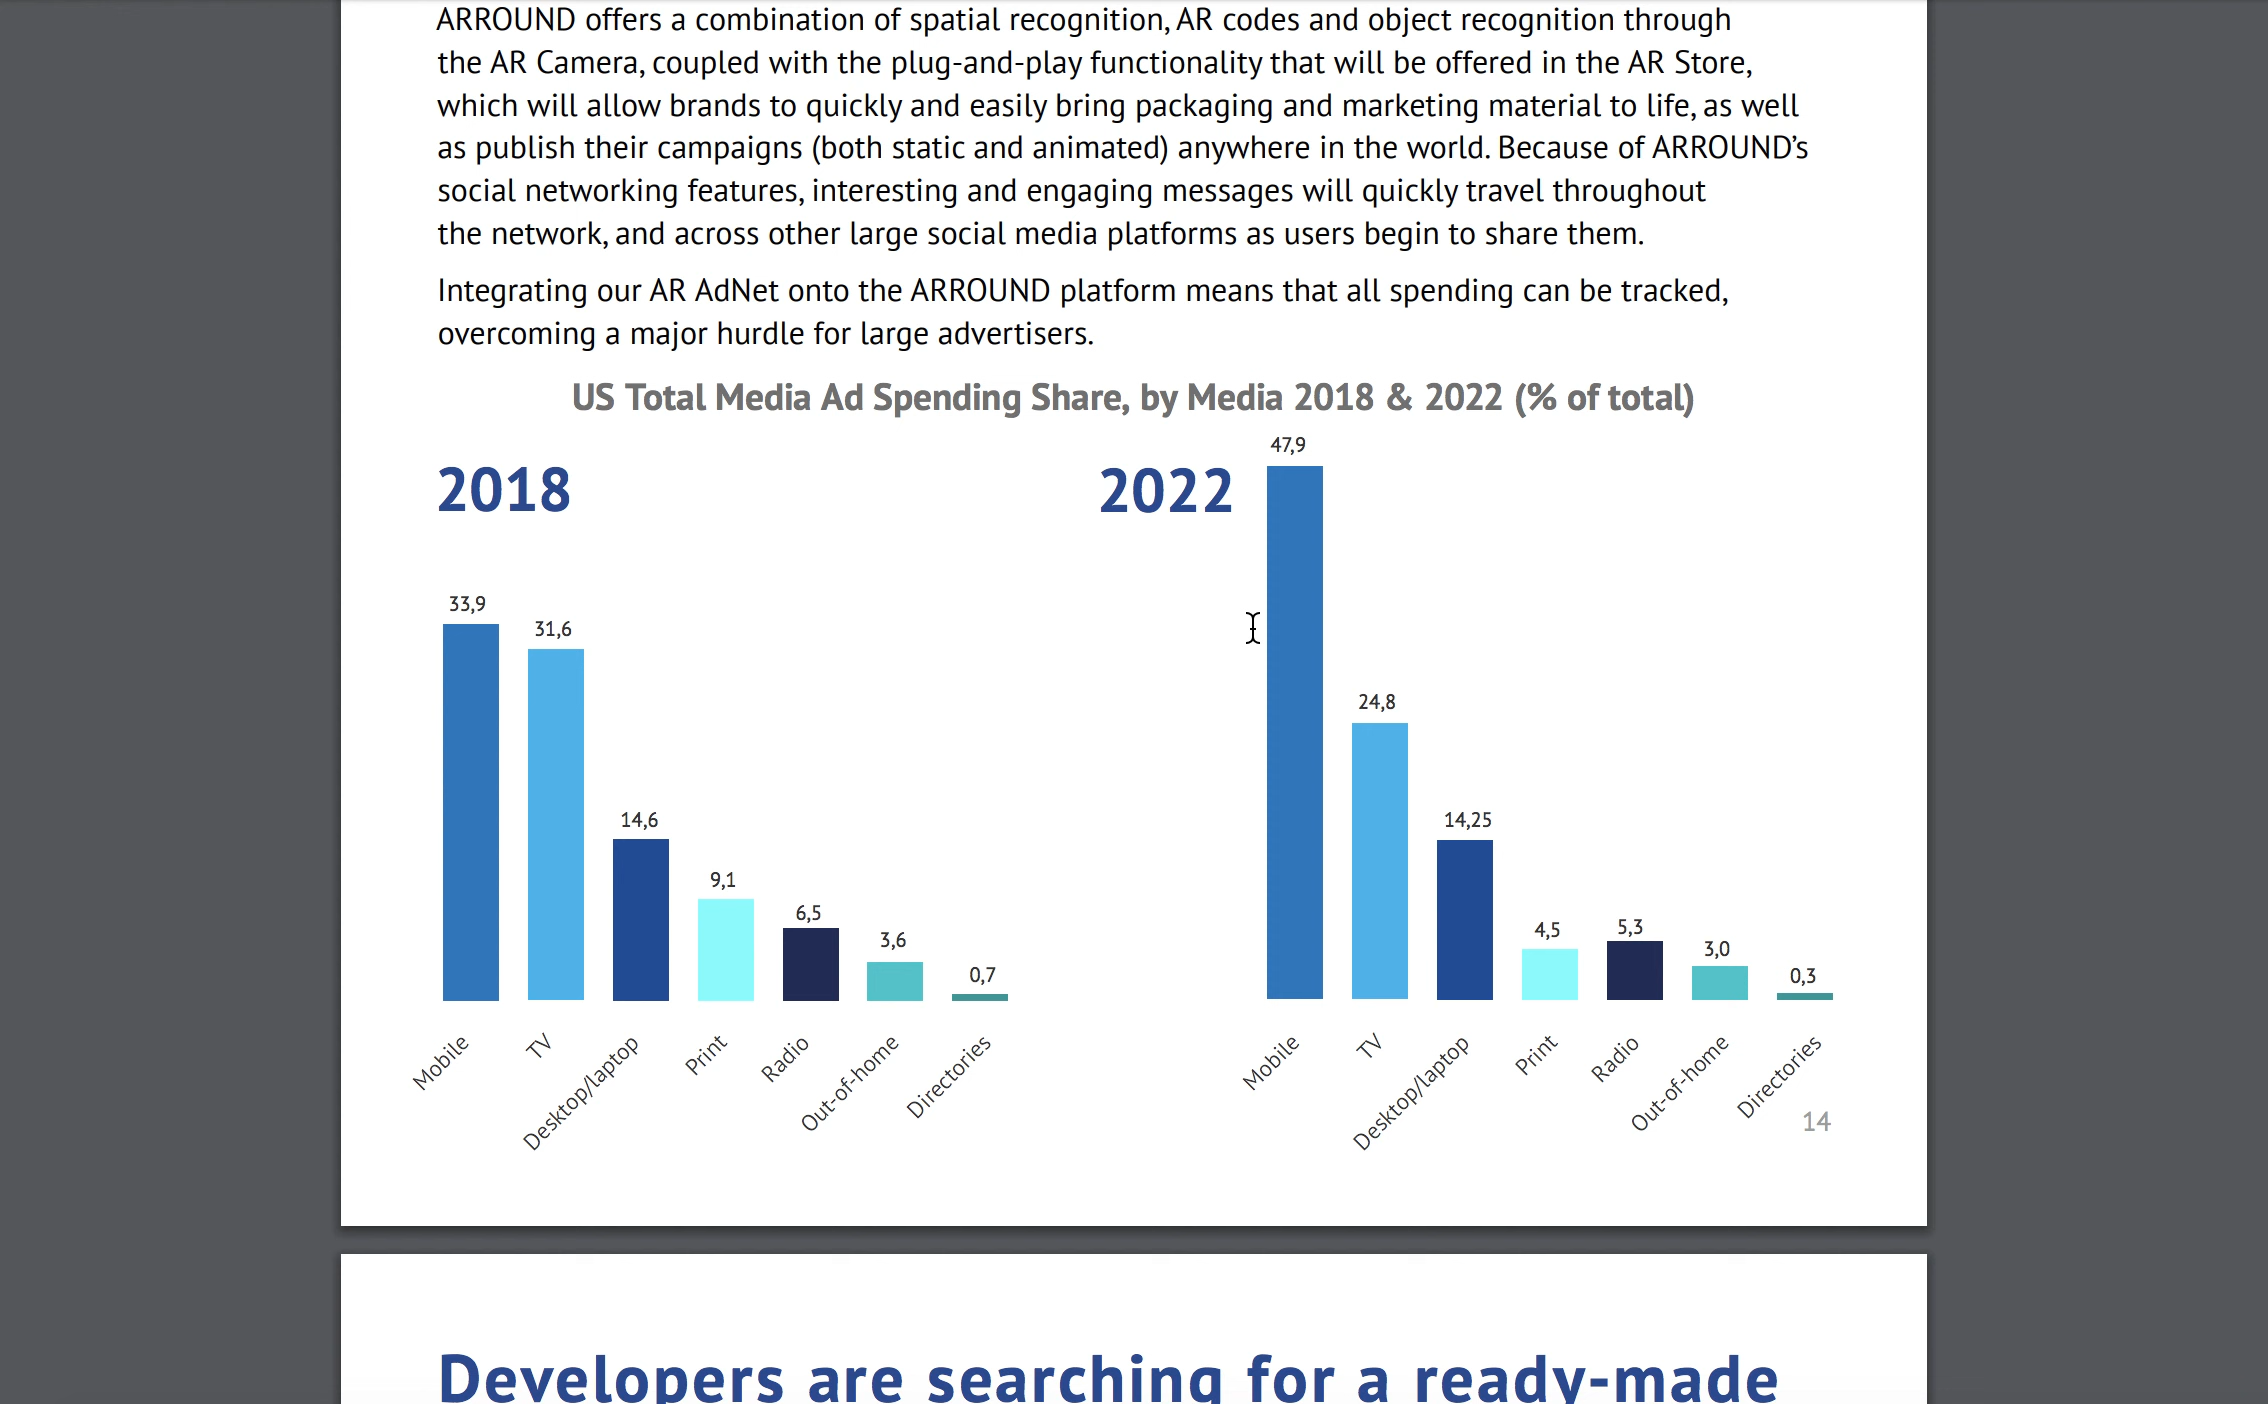 ARROUND offers a combination of spatial recognition, AR codes and object recognition through
the AR Camera, coupled with the plug-and-play functionality that will be offered in the AR Store,
which will allow brands to quickly and easily bring packaging and marketing material to life, as well
as publish their campaigns (both static and animated) anywhere in the world. Because of ARROUND’s
social networking features, interesting and engaging messages will quickly travel throughout
the network, and across other large social media platforms as users begin to share them.
Integrating our AR AdNet onto the ARROUND platform means that all spending can be tracked,
overcoming a major hurdle for large advertisers.
US Total Media Ad Spending Share, by Media 2018 & 2022 (% of total)
2018
33,9
31,6
14,6
9,1
6,5
3,6
0,7
Mobile
TV
Desktop/laptop
Print
Radio
Out-of-home
Directories
2022
47,9
24,8
14,25
4,5
5,3
3,0
0,3
Mobile
TV
Desktop/laptop
Print
Radio
Out-of-home
Directories
14
Developers are searching for a ready-made